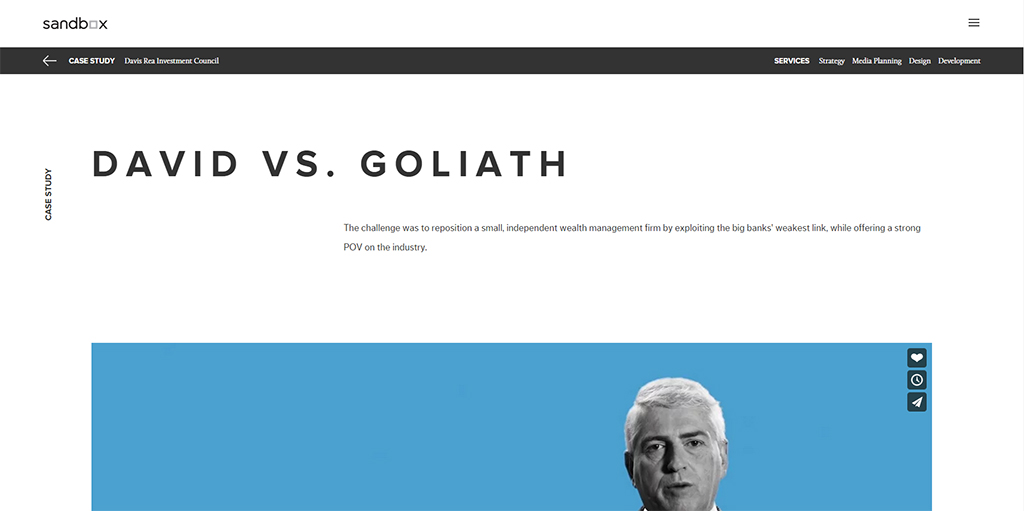 sandbox
CASE STUDY Davis Rea Investment Council
SERVICES Strategy Media Planning Design Development
CASE STUDY
DAVID VS. GOLIATH
The challenge was to reposition a small, independent wealth management firm by exploiting the big banks' weakest link, while offering a strong
POV on the industry.